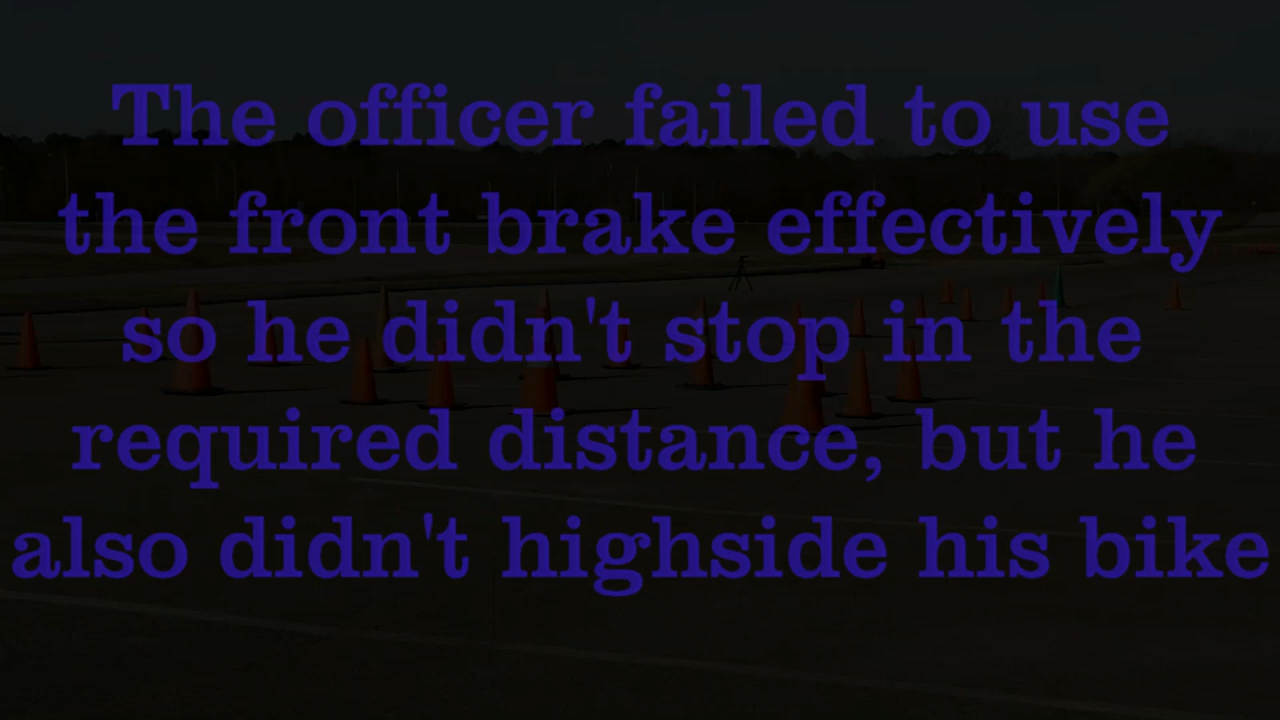 The officer failed to use
the front brake effectively
so he didn't stop in the
required distance, but he
also didn't highside his bike